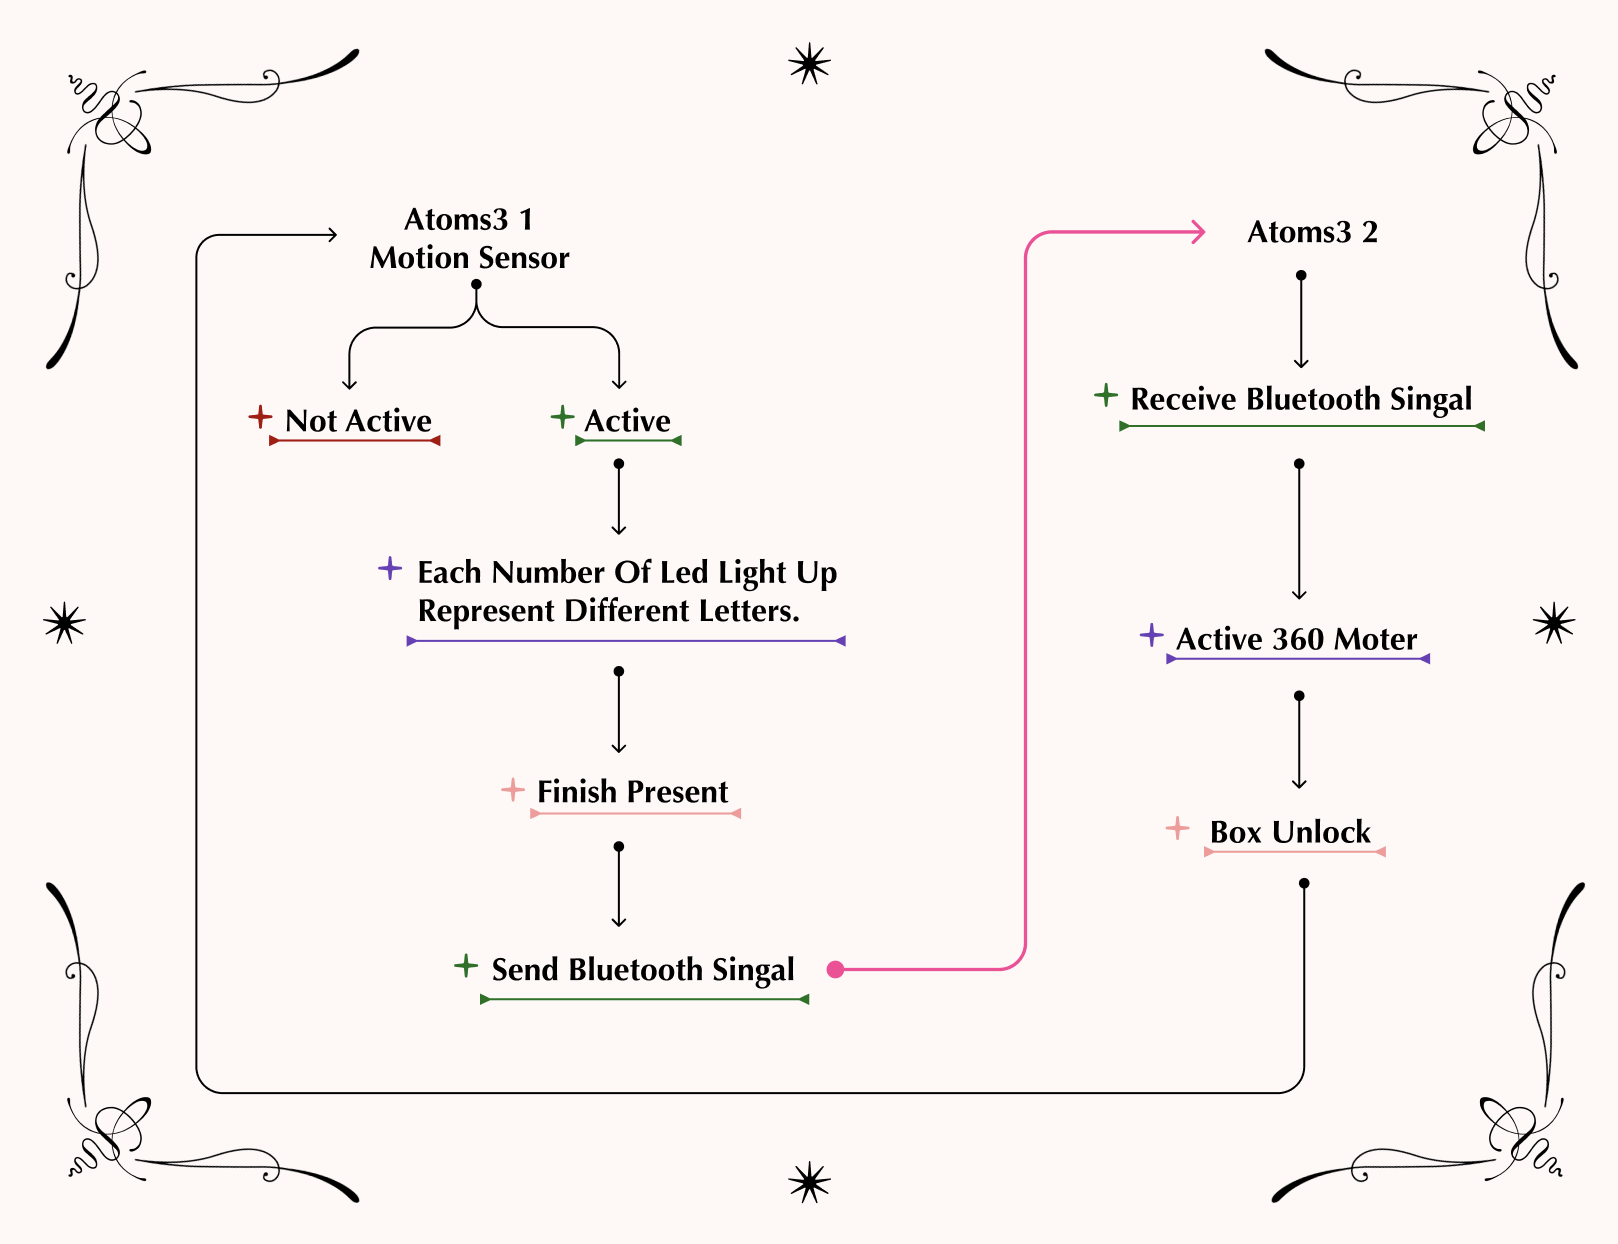 Atoms3 1
Motion Sensor
Not Active
Active
Each Number Of Led Light Up
Represent Different Letters.
Finish Present
Send Bluetooth Singal
Atoms3 2
Receive Bluetooth Singal
Active 360 Moter
Box Unlock